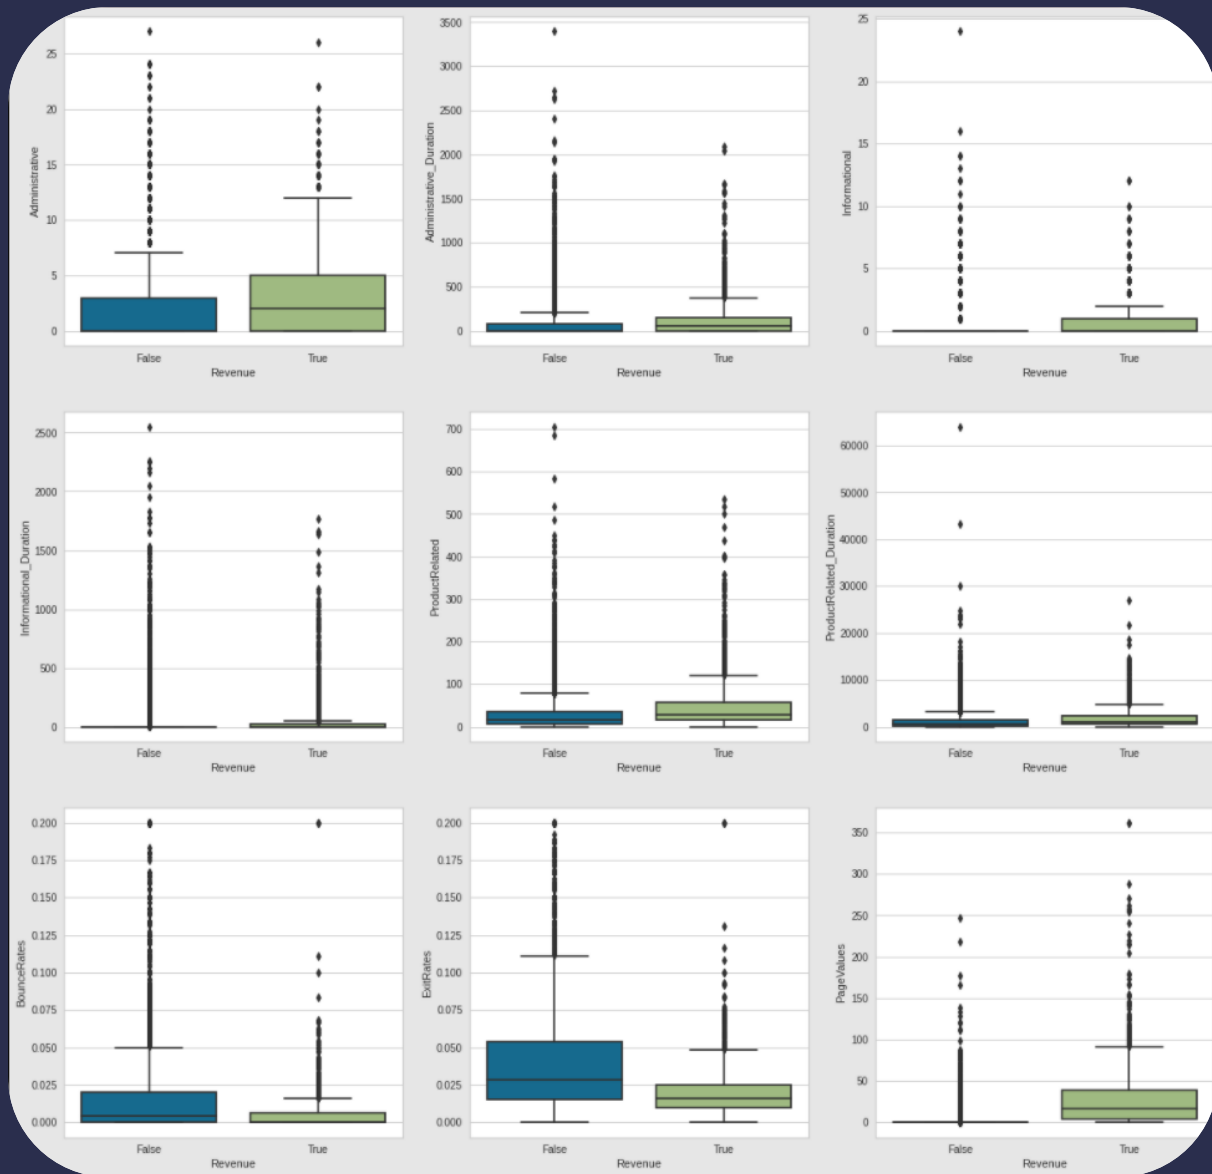 25
20
15
10
5
0
Administrative
False True
Revenue
3500
3000
2500
2000
1500
1000
500
0
Administrative_Duration
False True
Revenue
25
20
15
10
5
0
Informational
False True
Revenue
2500
2000
1500
1000
500
0
Informational_Duration
False True
Revenue
700
600
500
400
300
200
100
0
ProductRelated
False True
Revenue
60000
50000
40000
30000
20000
10000
0
ProductRelated_Duration
False True
Revenue
0.200
0.175
0.150
0.125
0.100
0.075
0.050
0.025
0.000
BounceRates
False True
Revenue
0.200
0.175
0.150
0.125
0.100
0.075
0.050
0.025
0.000
ExitRates
False True
Revenue
350
300
250
200
150
100
50
0
PageValues
False True
Revenue